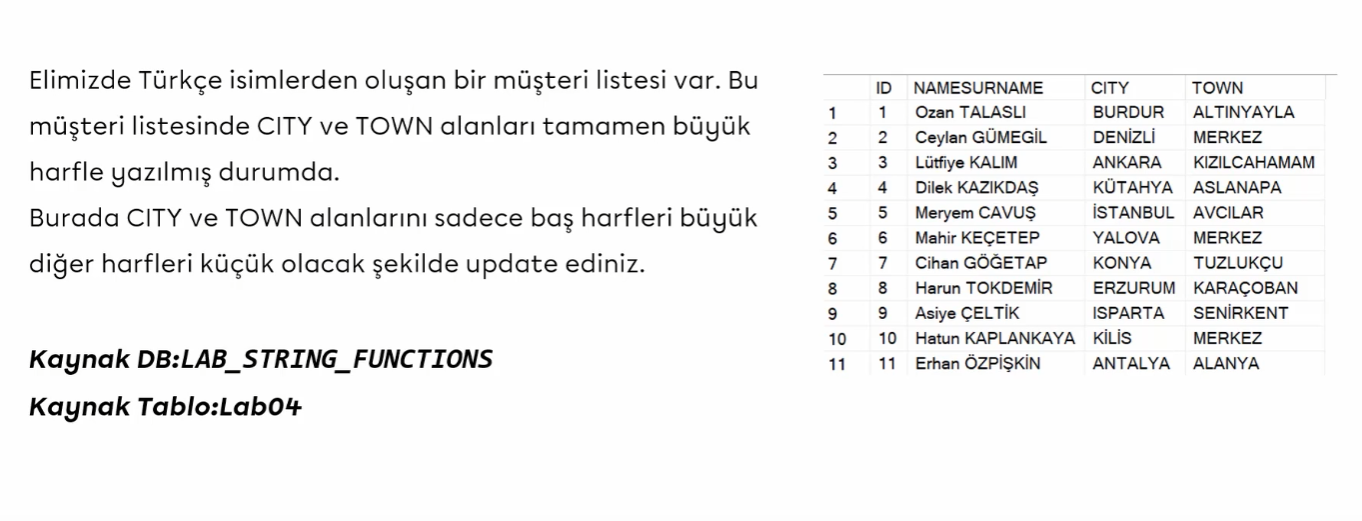 Elimizde Türkçe isimlerden oluşan bir müşteri listesi var. Bu
müşteri listesinde CITY ve TOWN alanları tamamen büyük
harfle yazılmış durumda.
Burada CITY ve TOWN alanlarını sadece baş harfleri büyük
diğer harfleri küçük olacak şekilde update ediniz.
Kaynak DB:LAB_STRING_FUNCTIONS
Kaynak Tablo:Lab04
ID NAMESURNAME CITY TOWN
1 1 Ozan TALASLI BURDUR ALTINYAYLA
2 2 Ceylan GÜMEGİL DENİZLİ MERKEZ
3 3 Lütfiye KALIM ANKARA KIZILCAHAMAM
4 4 Dilek KAZIKDAŞ KÜTAHYA ASLANAPA
5 5 Meryem CAVUŞ İSTANBUL AVCILAR
6 6 Mahir KEÇETEP YALOVA MERKEZ
7 7 Cihan GÖĞETAP KONYA TUZLUKÇU
8 8 Harun TOKDEMİR ERZURUM KARAÇOBAN
9 9 Asiye ÇELTİK ISPARTA SENİRKENT
10 10 Hatun KAPLANKAYA KİLİS MERKEZ
11 11 Erhan ÖZPİŞKİN ANTALYA ALANYA